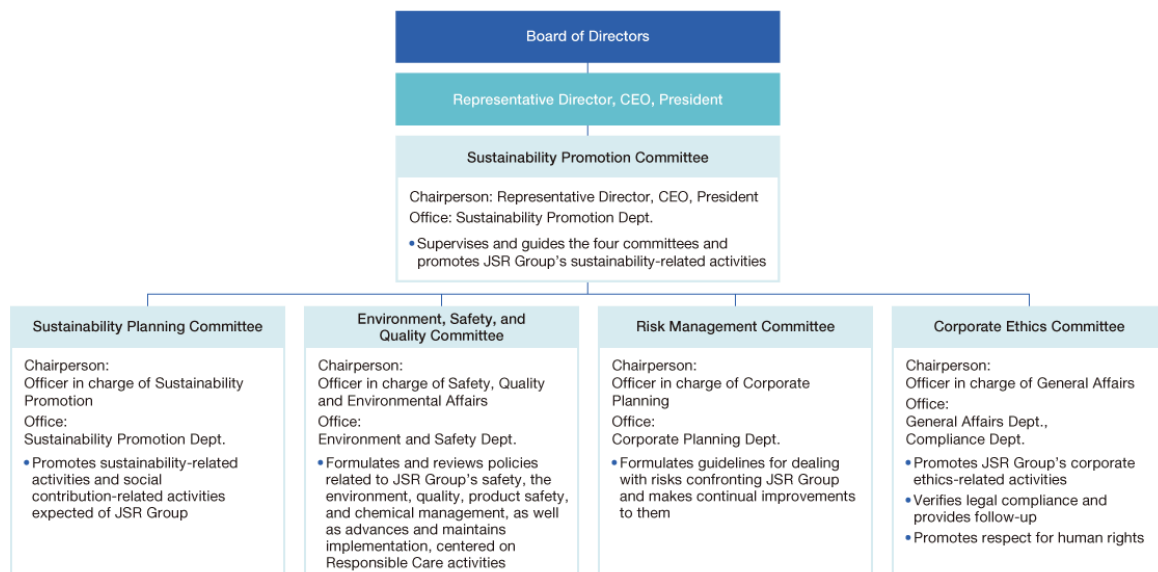 Board of Directors
Representative Director, CEO, President
Sustainability Promotion Committee
Chairperson: Representative Director, CEO, President
Office: Sustainability Promotion Dept.
•Supervises and guides the four committees and
promotes JSR Group's sustainability-related activities
Sustainability Planning Committee
Chairperson:
Officer in charge of Sustainability
Promotion
Office:
Sustainability Promotion Dept.
•Promotes sustainability-related
activities and social
contribution-related activities
expected of JSR Group
Environment, Safety, and
Quality Committee
Chairperson:
Officer in charge of Safety, Quality
and Environmental Affairs
Office:
Environment and Safety Dept.
•Formulates and reviews policies
related to JSR Group's safety, the
environment, quality, product safety,
and chemical management, as well
as advances and maintains
implementation, centered on
Responsible Care activities
Risk Management Committee
Chairperson:
Officer in charge of Corporate
Planning
Office:
Corporate Planning Dept.
•Formulates guidelines for dealing
with risks confronting JSR Group
and makes continual improvements
to them
Corporate Ethics Committee
Chairperson:
Officer in charge of General Affairs
Office:
General Affairs Dept.,
Compliance Dept.
•Promotes JSR Group's corporate
ethics-related activities
•Verifies legal compliance and
provides follow-up
•Promotes respect for human rights